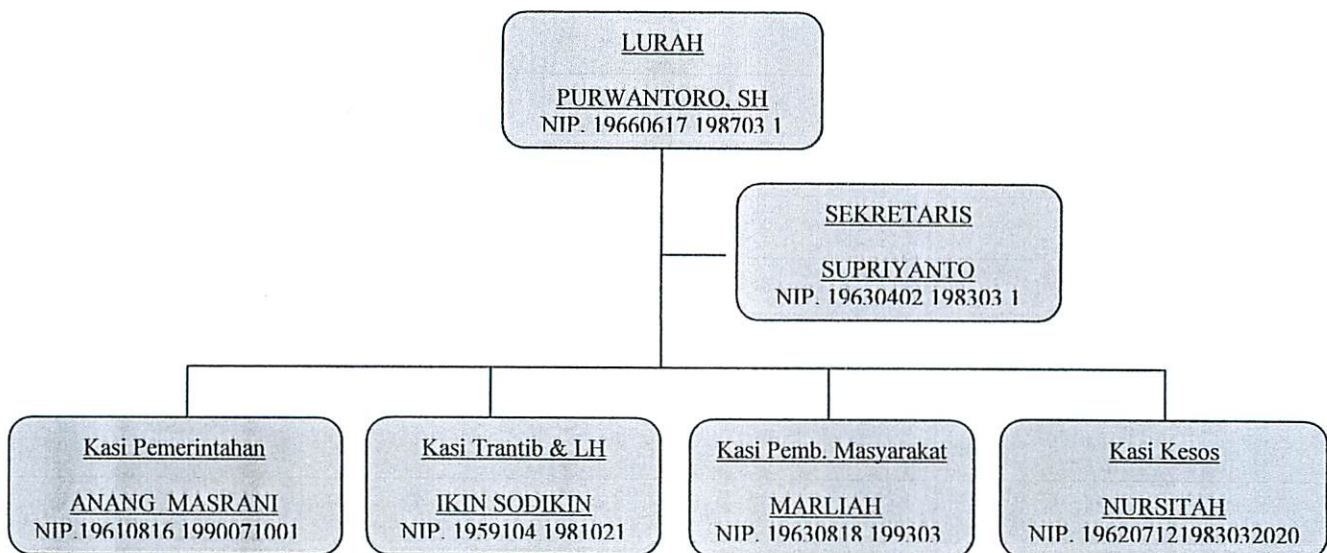 LURAH
PURWANTORO, SH
NIP. 19660617 198703 1
SEKRETARIS
SUPRIYANTO
NIP. 19630402 198303 1
Kasi Pemerintahan
ANANG MASRANI
NIP.19610816 1990071001
Kasi Trantib & LH
IKIN SODIKIN
NIP. 1959104 1981021
Kasi Pemb. Masyarakat
MARLIAH
NIP. 19630818 199303
Kasi Kesos
NURSITAH
NIP. 196207121983032020